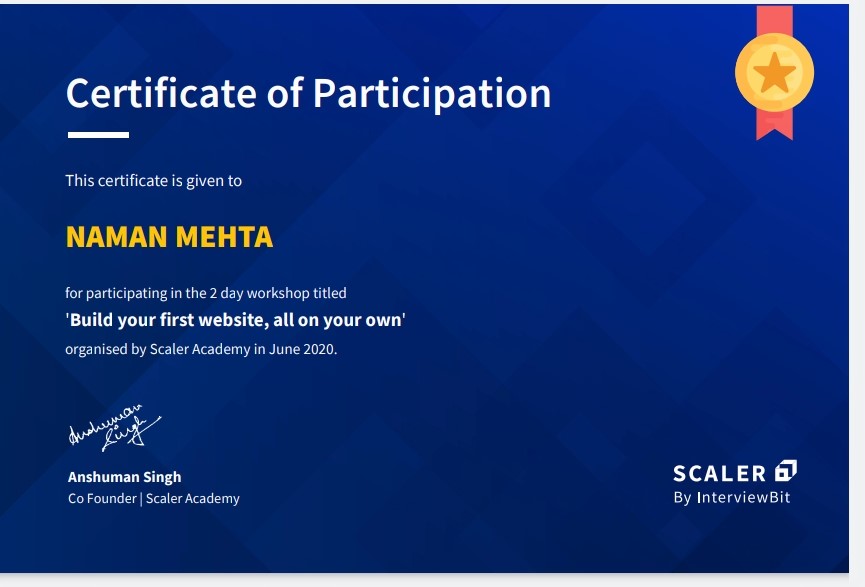 Certificate of Participation
This certificate is given to
NAMAN MEHTA
for participating in the 2 day workshop titled
'Build your first website, all on your own'
organised by Scaler Academy in June 2020.
Anshuman
Singh
Anshuman Singh
Co Founder | Scaler Academy
SCALER
By InterviewBit